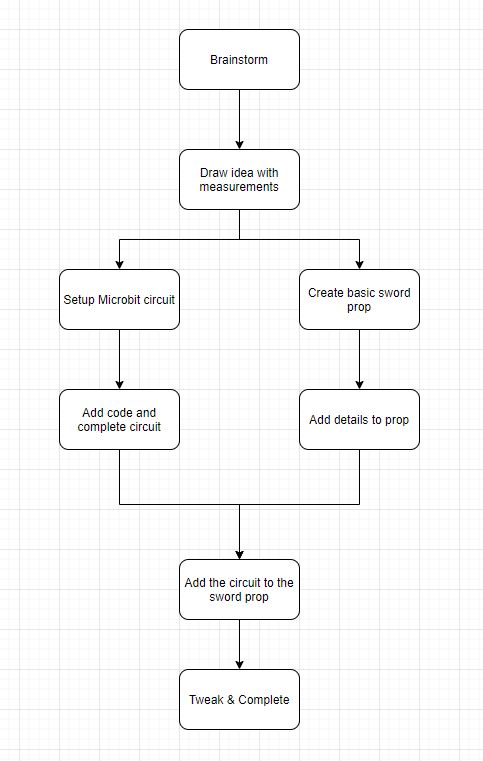 Brainstorm
Draw idea with
measurements
Setup Microbit circuit
Create basic sword
prop
Add code and
complete circuit
Add details to prop
Add the circuit to the
sword prop
Tweak & Complete